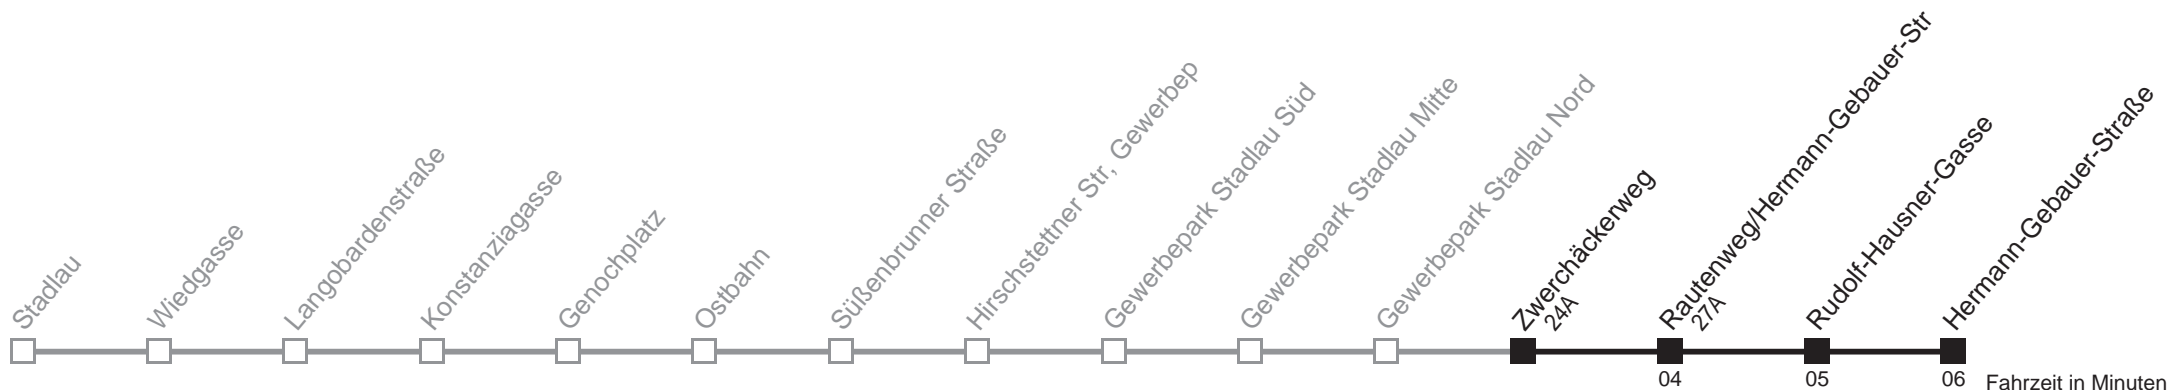 Stadlau
Wiedgasse
Langobardenstraße
Konstanziagasse
Genochplatz
Ostbahn
Süßenbrunner Straße
Hirschstettner Str, Gewerbep
Gewerbepark Stadlau Süd
Gewerbepark Stadlau Mitte
Gewerbepark Stadlau Nord
Zwerchäckerweg
24A
Rautenweg/Hermann-Gebauer-Str
27A
Rudolf-Hausner-Gasse
Hermann-Gebauer-Straße
04 05 06 Fahrzeit in Minuten